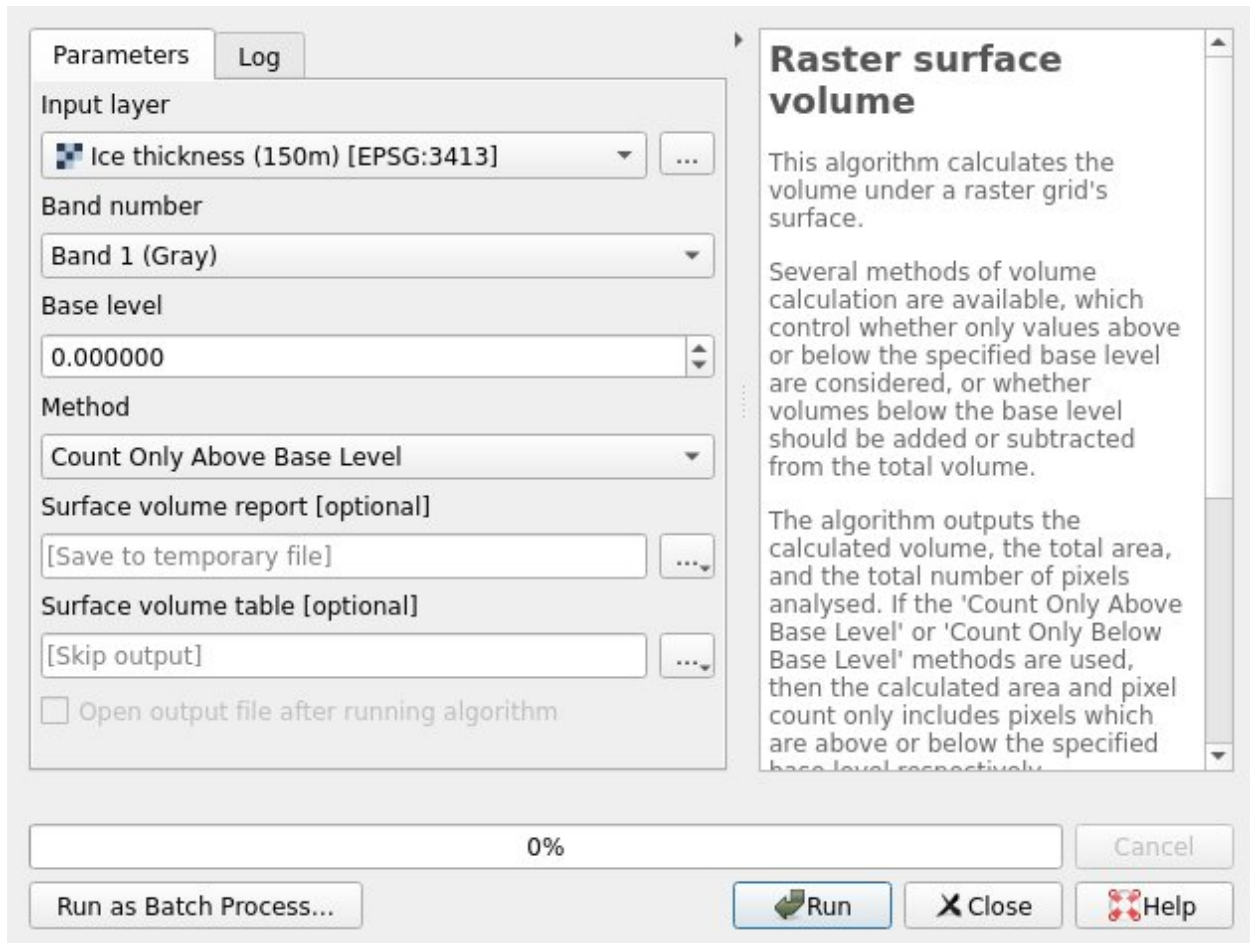 Parameters
Log
Input layer
Ice thickness (150m) [EPSG:3413]
...
Band number
Band 1 (Gray)
Base level
0.000000
Method
Count Only Above Base Level
Surface volume report [optional]
[Save to temporary file]
...
Surface volume table [optional]
[Skip output]
...
Open output file after running algorithm
Raster surface
volume
This algorithm calculates the
volume under a raster grid's
surface.
Several methods of volume
calculation are available, which
control whether only values above
or below the specified base level
are considered, or whether
volumes below the base level
should be added or subtracted
from the total volume.
The algorithm outputs the
calculated volume, the total area,
and the total number of pixels
analysed. If the 'Count Only Above
Base Level' or 'Count Only Below
Base Level' methods are used,
then the calculated area and pixel
count only includes pixels which
are above or below the specified
base level respectively.
0%
Cancel
Run as Batch Process...
Run
Close
Help